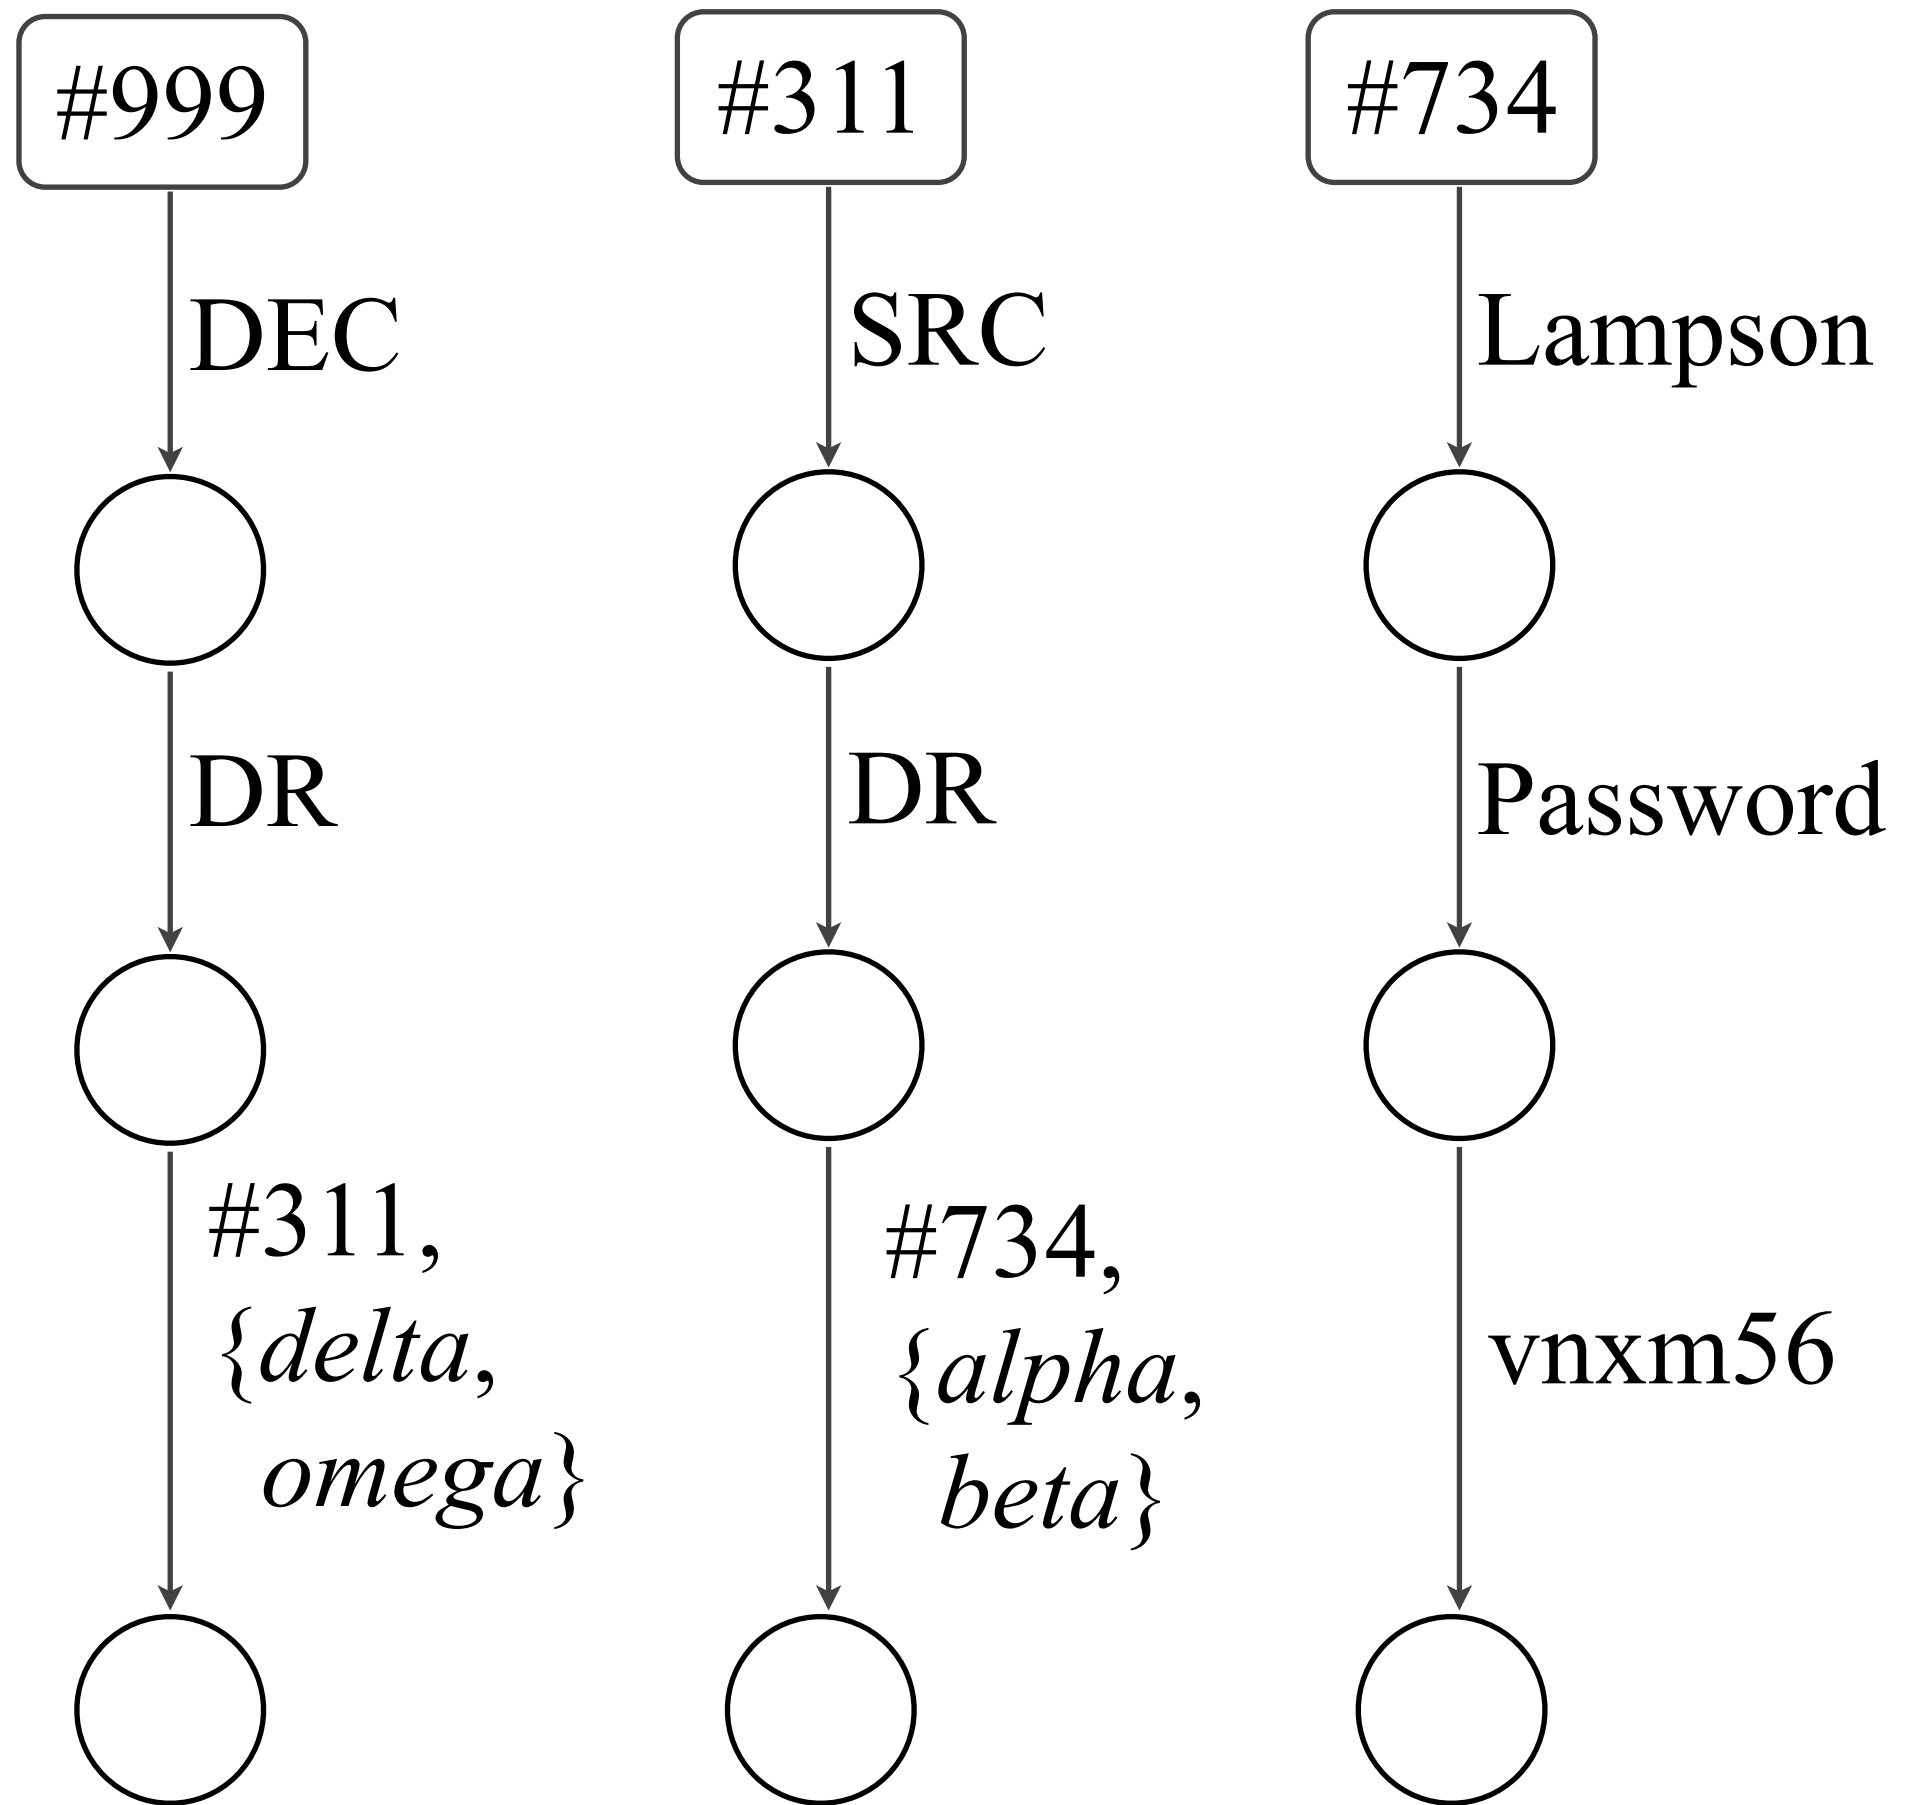 #999
DEC
DR
#311,
{delta,
omega}
#311
SRC
DR
#734,
{alpha,
beta}
#734
Lampson
Password
vnxm56